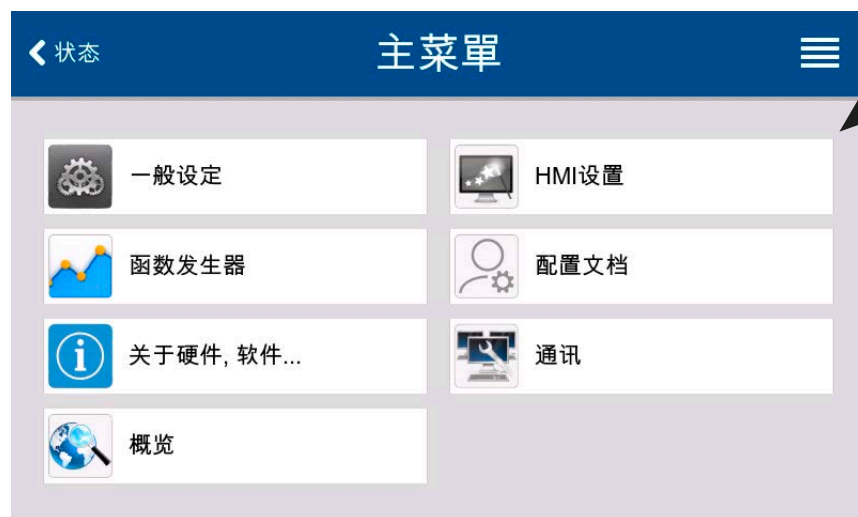 状态
主菜單
一般设定
HMI设置
函数发生器
配置文档
关于硬件, 软件...
通讯
概览